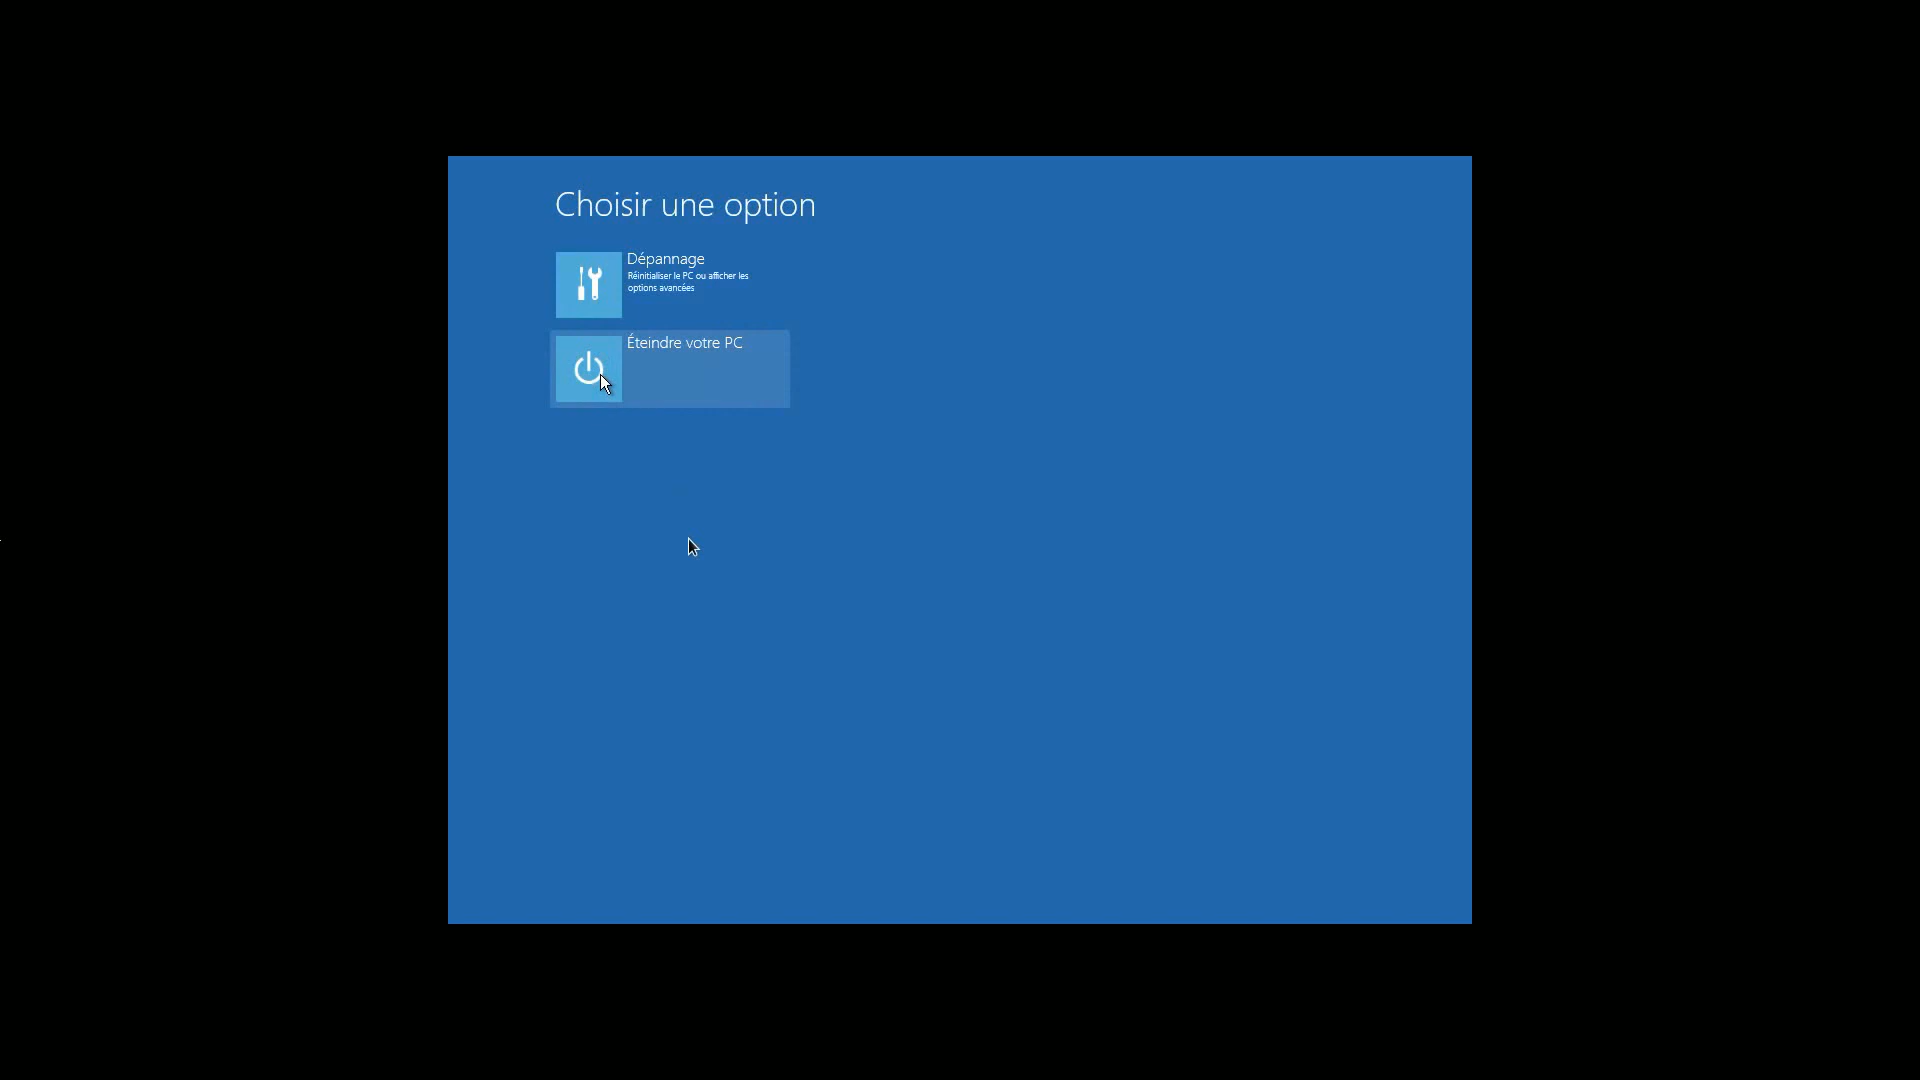 Choisir une option
Dépannage
Réinitialiser le PC ou afficher les
options avancées
Éteindre votre PC